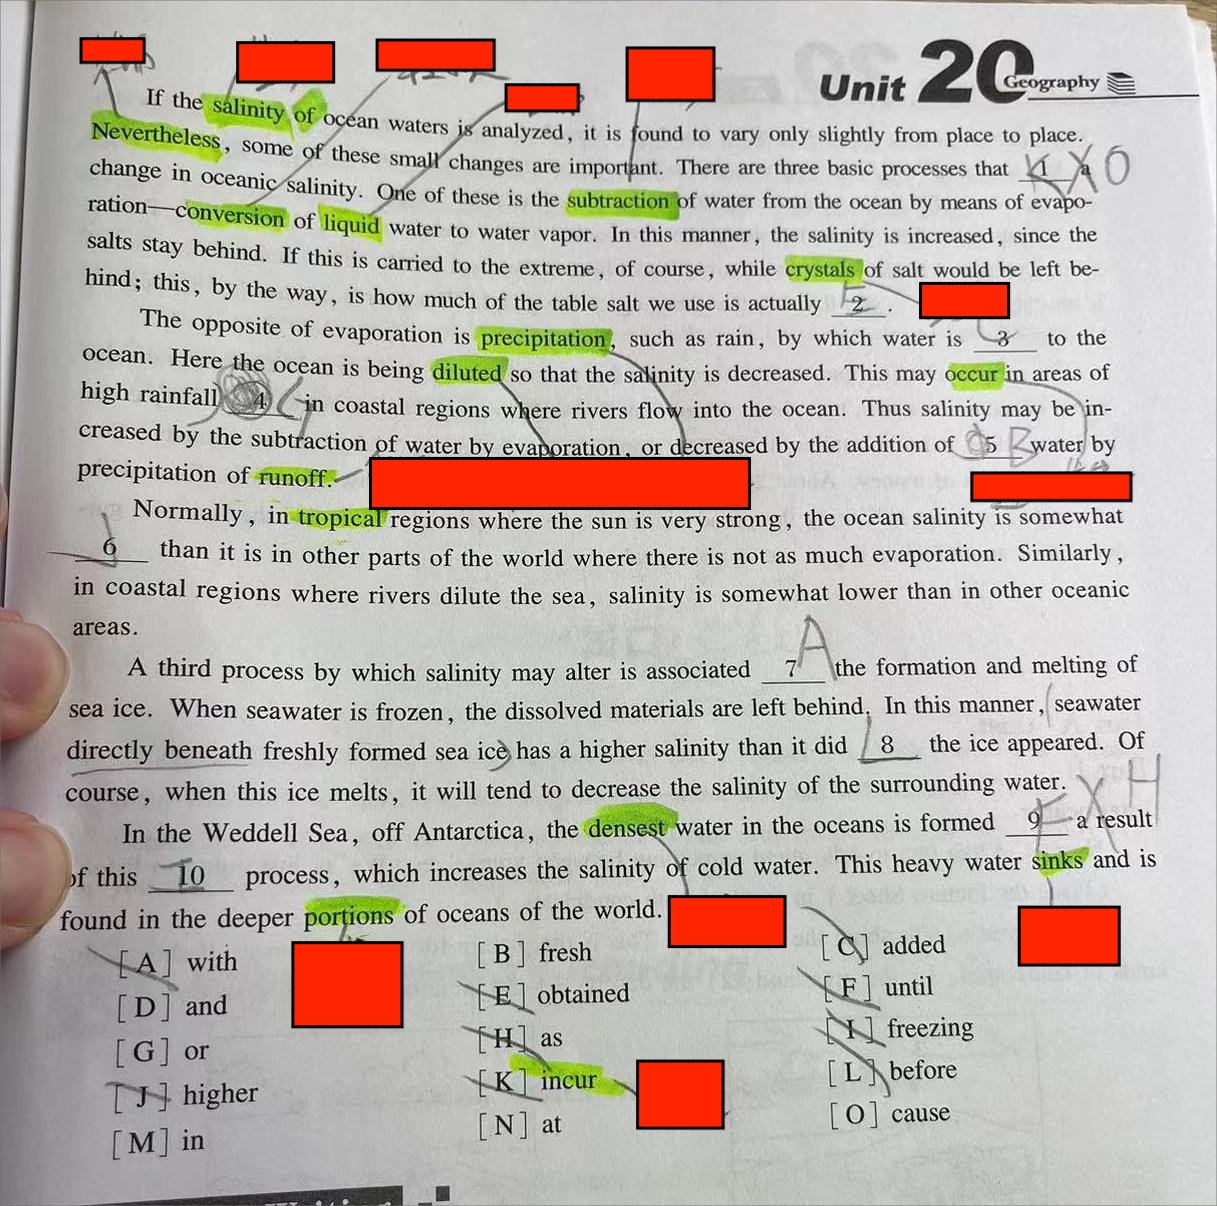 Unit 20 Geography
If the salinity of ocean waters is analyzed, it is found to vary only slightly from place to place.
Nevertheless, some of these small changes are important. There are three basic processes that K 1 a X O
change in oceanic salinity. One of these is the subtraction of water from the ocean by means of evapo-
ration—conversion of liquid water to water vapor. In this manner, the salinity is increased, since the
salts stay behind. If this is carried to the extreme, of course, while crystals of salt would be left be-
hind; this, by the way, is how much of the table salt we use is actually E 2.
The opposite of evaporation is precipitation, such as rain, by which water is 3 to the
ocean. Here the ocean is being diluted so that the salinity is decreased. This may occur in areas of
high rainfall 4 G in coastal regions where rivers flow into the ocean. Thus salinity may be in-
creased by the subtraction of water by evaporation, or decreased by the addition of 5 B water by
precipitation of runoff.
Normally, in tropical regions where the sun is very strong, the ocean salinity is somewhat
J 6 than it is in other parts of the world where there is not as much evaporation. Similarly,
in coastal regions where rivers dilute the sea, salinity is somewhat lower than in other oceanic
areas.
A third process by which salinity may alter is associated 7 A the formation and melting of
sea ice. When seawater is frozen, the dissolved materials are left behind. In this manner, seawater
directly beneath freshly formed sea ice has a higher salinity than it did L 8 the ice appeared. Of
course, when this ice melts, it will tend to decrease the salinity of the surrounding water.
In the Weddell Sea, off Antarctica, the densest water in the oceans is formed 9 F a result X H
of this 10 process, which increases the salinity of cold water. This heavy water sinks and is
found in the deeper portions of oceans of the world.
[A] with [B] fresh [C] added
[D] and [E] obtained [F] until
[G] or [H] as [I] freezing
[J] higher [K] incur [L] before
[M] in [N] at [O] cause